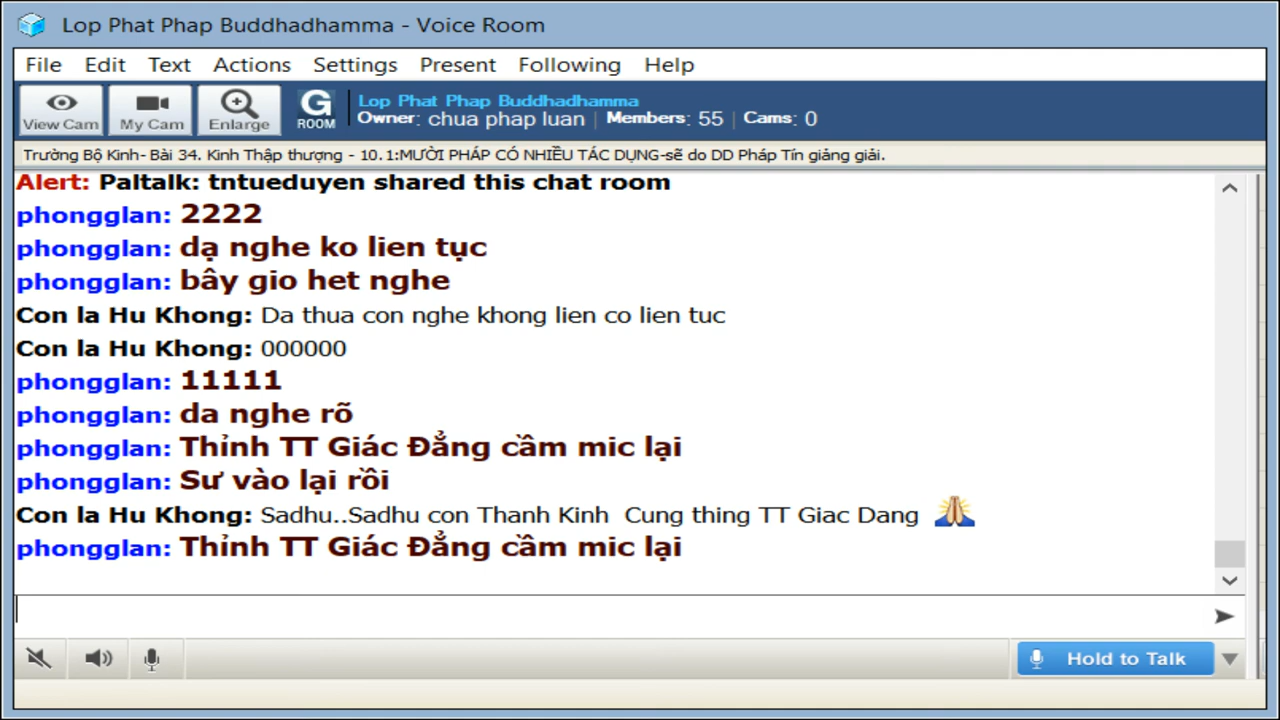 Lop Phat Phap Buddhadhamma - Voice Room
File Edit Text Actions Settings Present Following Help
View Cam My Cam Enlarge G ROOM
Lop Phat Phap Buddhadhamma
Owner: chua phap luan | Members: 55 | Cams: 0
Trường Bộ Kinh- Bài 34. Kinh Thập thượng - 10.1:MƯỜI PHÁP CÓ NHIỀU TÁC DỤNG-sẽ do DD Pháp Tín giảng giải.
Alert: Paltalk: tntueduyen shared this chat room
phongglan: 2222
phongglan: dạ nghe ko lien tục
phongglan: bây gio het nghe
Con la Hu Khong: Da thua con nghe khong lien co lien tuc
Con la Hu Khong: 000000
phongglan: 11111
phongglan: da nghe rõ
phongglan: Thỉnh TT Giác Đẳng cầm mic lại
phongglan: Sư vào lại rồi
Con la Hu Khong: Sadhu..Sadhu con Thanh Kinh Cung thing TT Giac Dang
phongglan: Thỉnh TT Giác Đẳng cầm mic lại
Hold to Talk